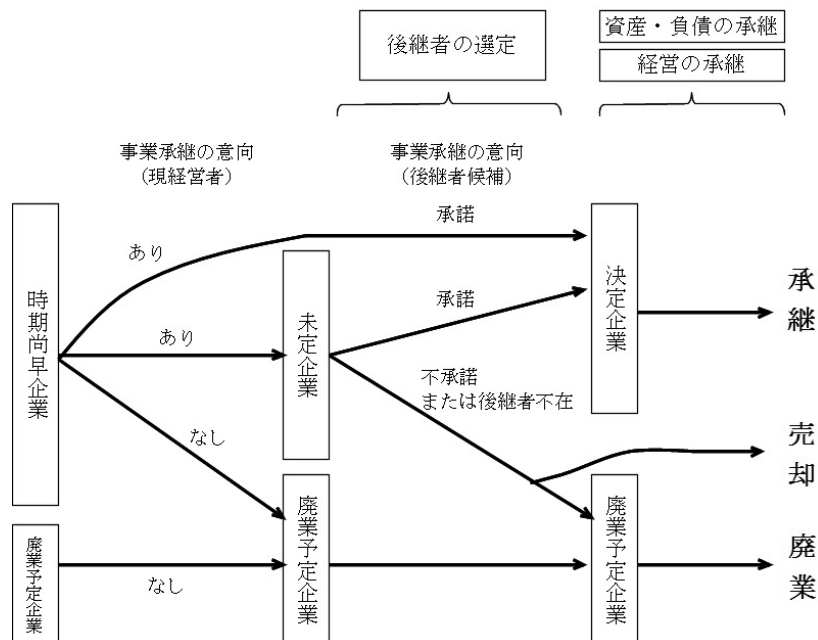 後継者の選定
資産・負債の承継
経営の承継
事業承継の意向
（現経営者）
事業承継の意向
（後継者候補）
承諾
あり
時期尚早企業
未定企業
決定企業
承継
承諾
あり
不承諾
または後継者不在
なし
売却
廃業予定企業
廃業予定企業
廃業予定企業
廃業
なし